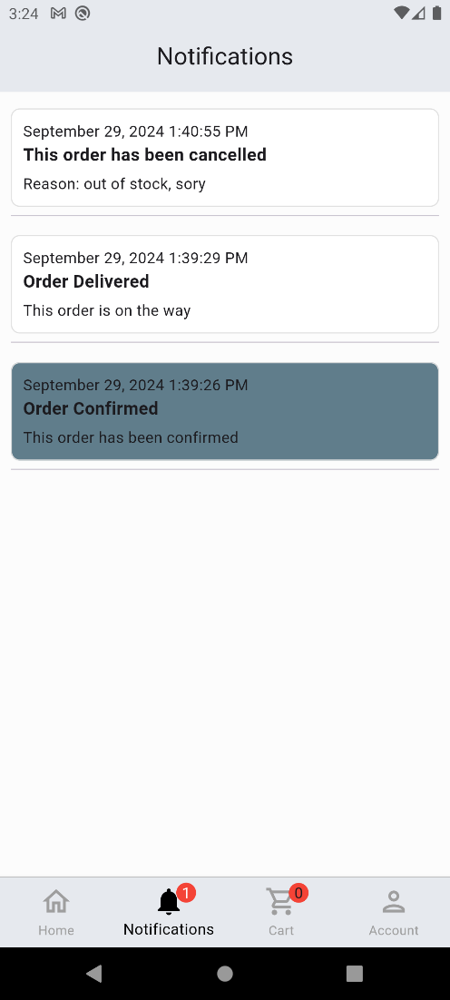 3:24
Notifications
September 29, 2024 1:40:55 PM
This order has been cancelled
Reason: out of stock, sory
September 29, 2024 1:39:29 PM
Order Delivered
This order is on the way
September 29, 2024 1:39:26 PM
Order Confirmed
This order has been confirmed
1
0
Home
Notifications
Cart
Account